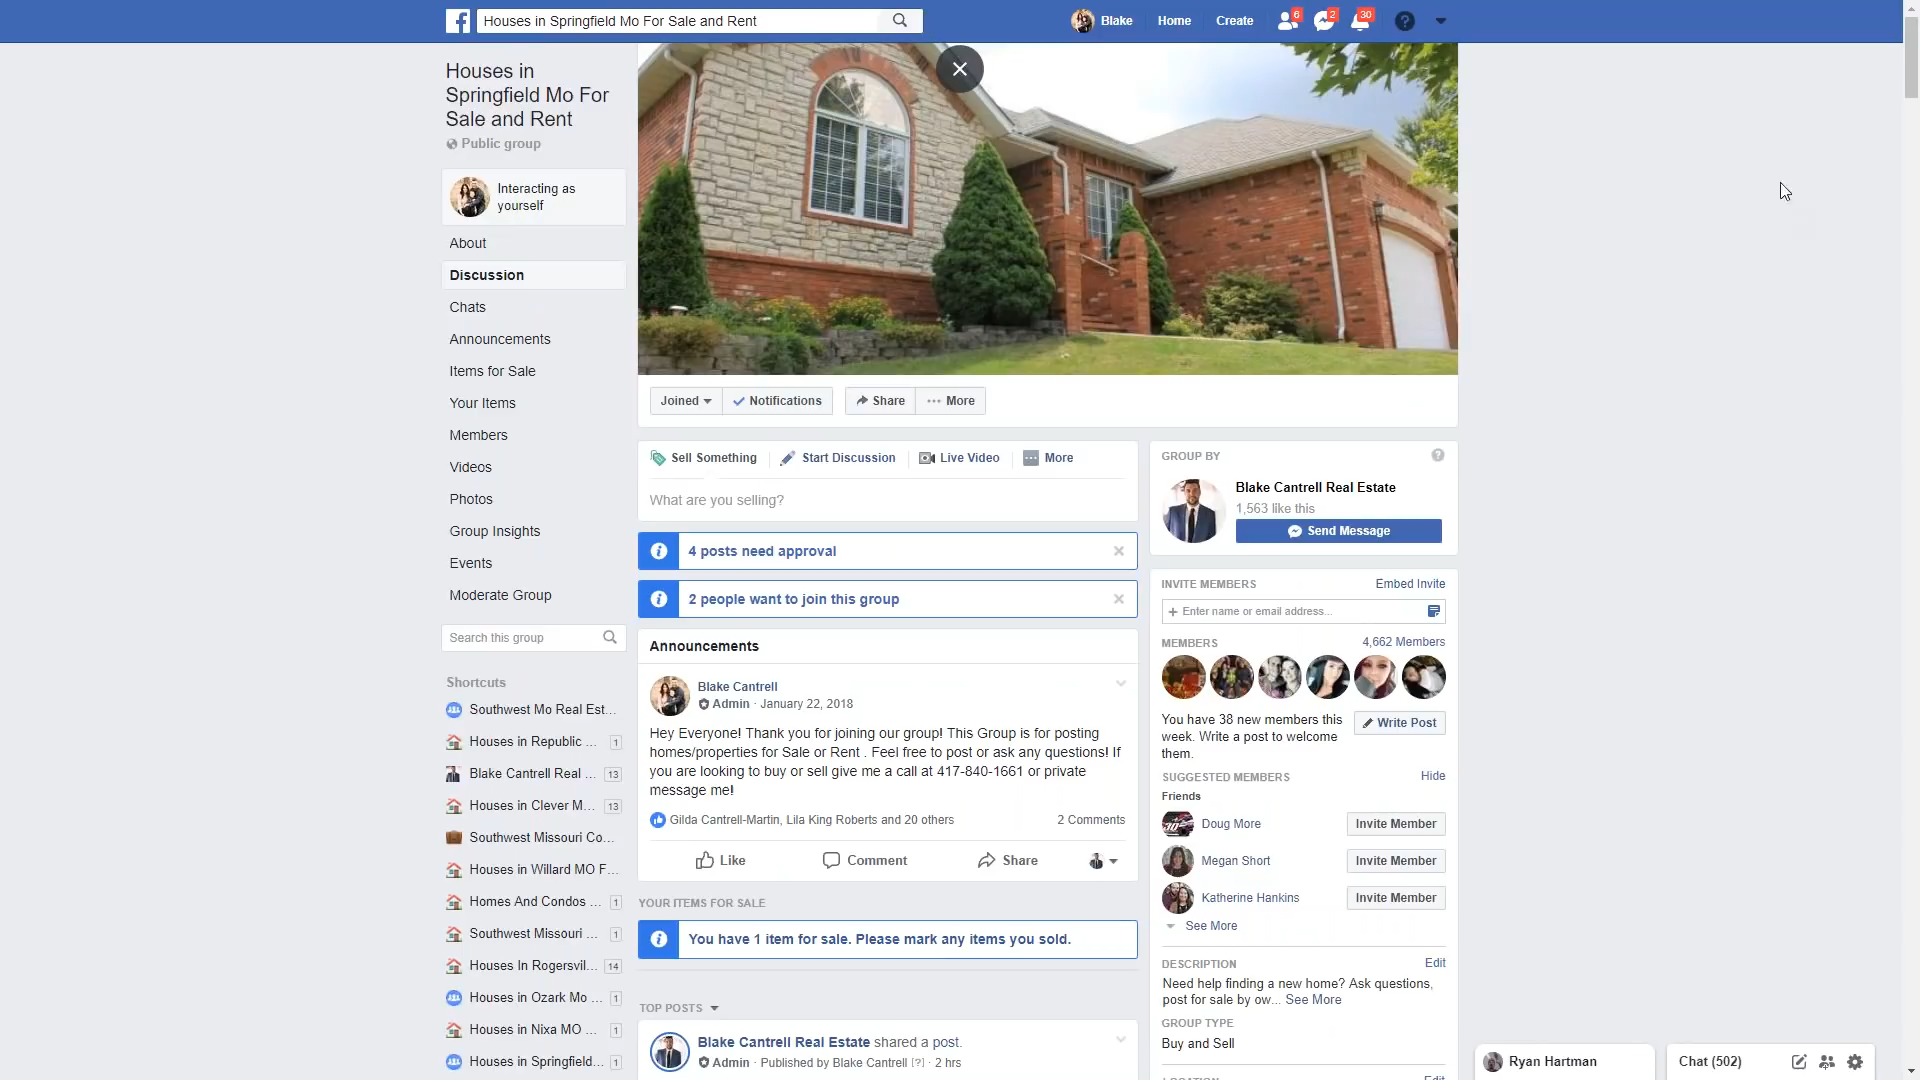 Houses in Springfield Mo For Sale and Rent
Blake
Home
Create
6
2
30
Houses in
Springfield Mo For
Sale and Rent
Public group
Interacting as
yourself
About
Discussion
Chats
Announcements
Items for Sale
Your Items
Members
Videos
Photos
Group Insights
Events
Moderate Group
Search this group
Shortcuts
Southwest Mo Real Est...
Houses in Republic ... 1
Blake Cantrell Real ... 13
Houses in Clever M... 13
Southwest Missouri Co...
Houses in Willard MO F...
Homes And Condos ... 1
Southwest Missouri ... 1
Houses In Rogersvil... 14
Houses in Ozark Mo ... 1
Houses in Nixa MO ... 1
Houses in Springfield... 1
Joined
Notifications
Share
More
Sell Something
Start Discussion
Live Video
More
What are you selling?
4 posts need approval
2 people want to join this group
Announcements
Blake Cantrell
Admin · January 22, 2018
Hey Everyone! Thank you for joining our group! This Group is for posting
homes/properties for Sale or Rent . Feel free to post or ask any questions! If
you are looking to buy or sell give me a call at 417-840-1661 or private
message me!
Gilda Cantrell-Martin, Lila King Roberts and 20 others
2 Comments
Like
Comment
Share
YOUR ITEMS FOR SALE
You have 1 item for sale. Please mark any items you sold.
TOP POSTS
Blake Cantrell Real Estate shared a post.
Admin · Published by Blake Cantrell [?] · 2 hrs
GROUP BY
Blake Cantrell Real Estate
1,563 like this
Send Message
INVITE MEMBERS
Embed Invite
+ Enter name or email address...
MEMBERS
4,662 Members
You have 38 new members this
week. Write a post to welcome
them.
Write Post
SUGGESTED MEMBERS
Hide
Friends
Doug More
Invite Member
Megan Short
Invite Member
Katherine Hankins
Invite Member
See More
DESCRIPTION
Edit
Need help finding a new home? Ask questions,
post for sale by ow... See More
GROUP TYPE
Buy and Sell
Ryan Hartman
Chat (502)